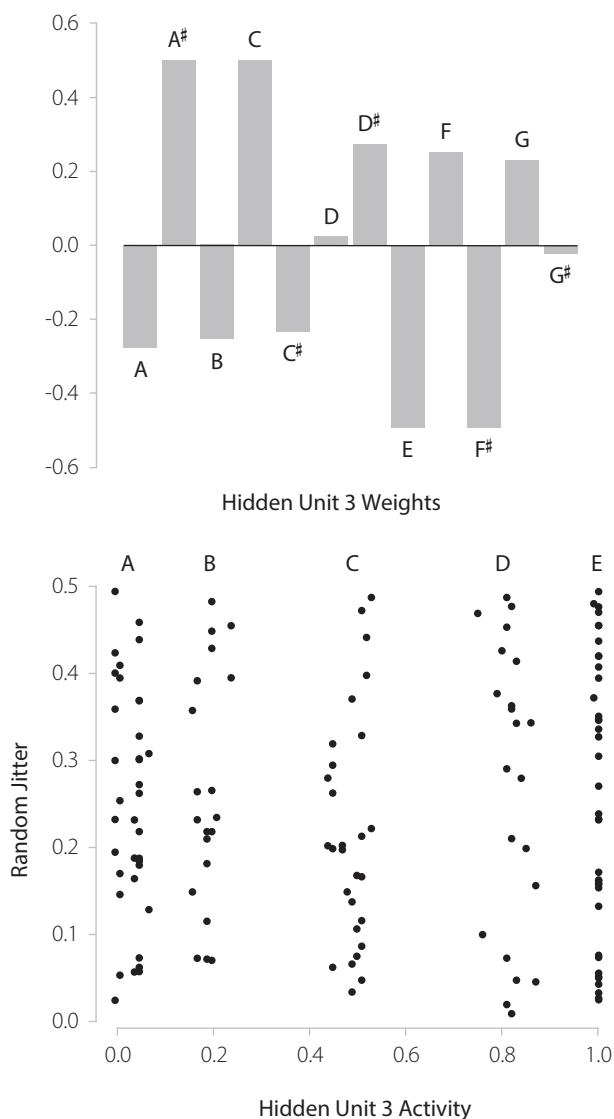 0.6
A♯
C
0.4
D♯
F
G
0.2
D
0.0
G♯
-0.2
A
B
C♯
-0.4
E
F♯
-0.6
Hidden Unit 3 Weights
A B C D E
0.5
0.4
0.3
0.2
0.1
0.0
Random Jitter
0.0 0.2 0.4 0.6 0.8 1.0
Hidden Unit 3 Activity